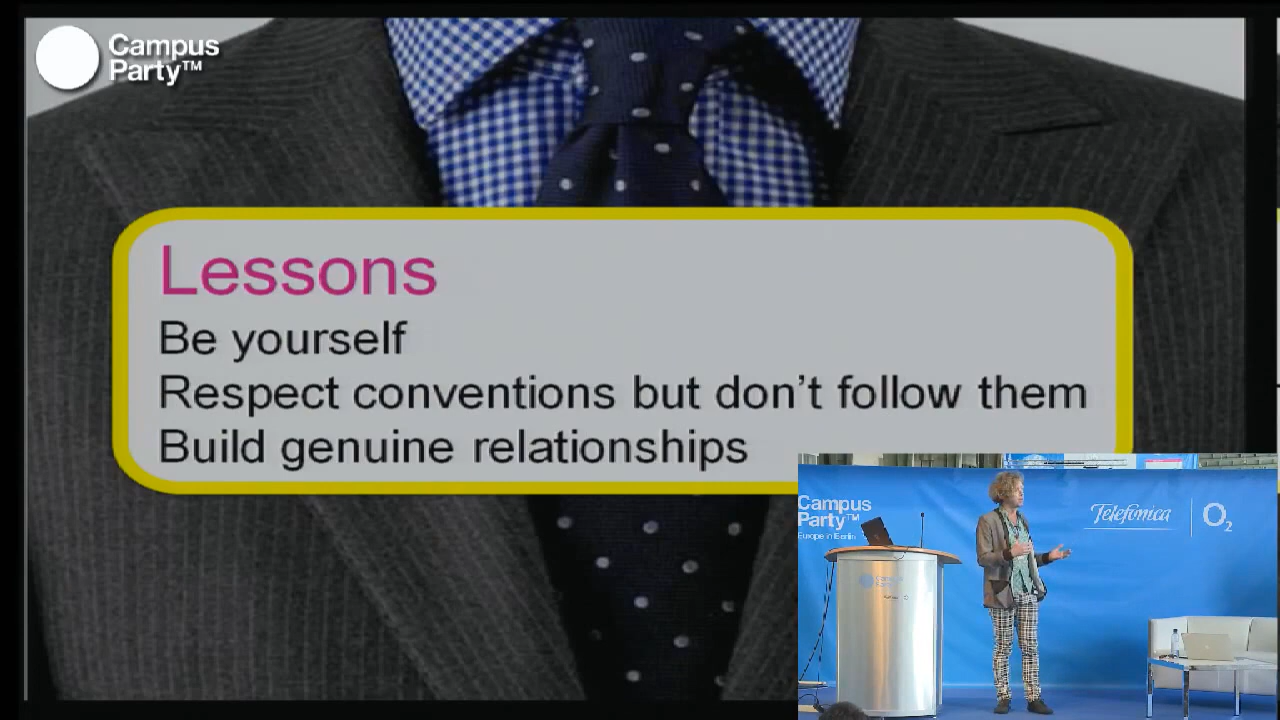 Campus
Party™
Lessons
Be yourself
Respect conventions but don’t follow them
Build genuine relationships
Campus
Party™
Europe in Berlin
Telefónica
O2